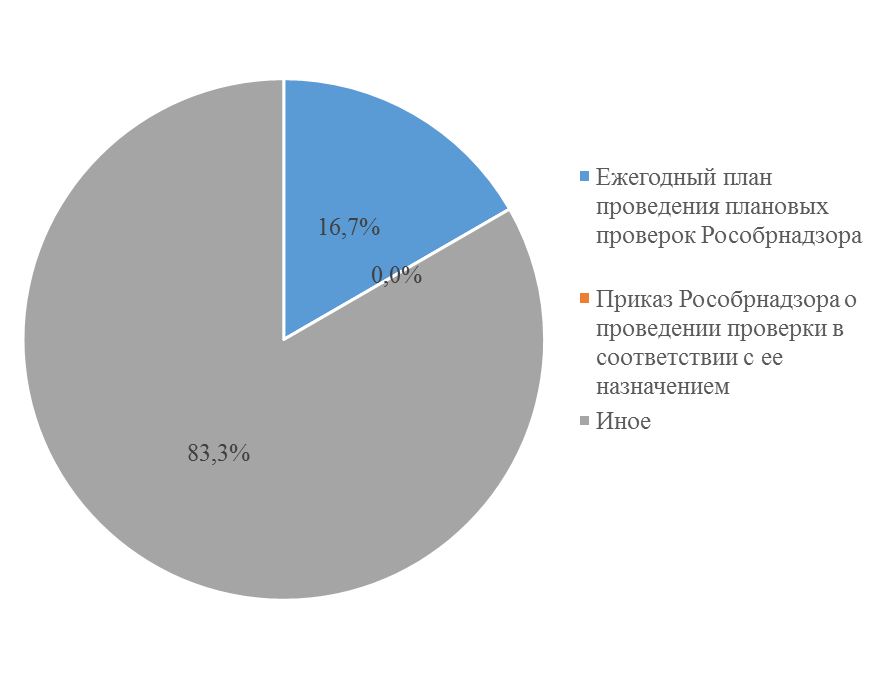 16,7%
0,0%
83,3%
Ежегодный план
проведения плановых
проверок Рособрнадзора
Приказ Рособрнадзора о
проведении проверки в
соответствии с ее
назначением
Иное